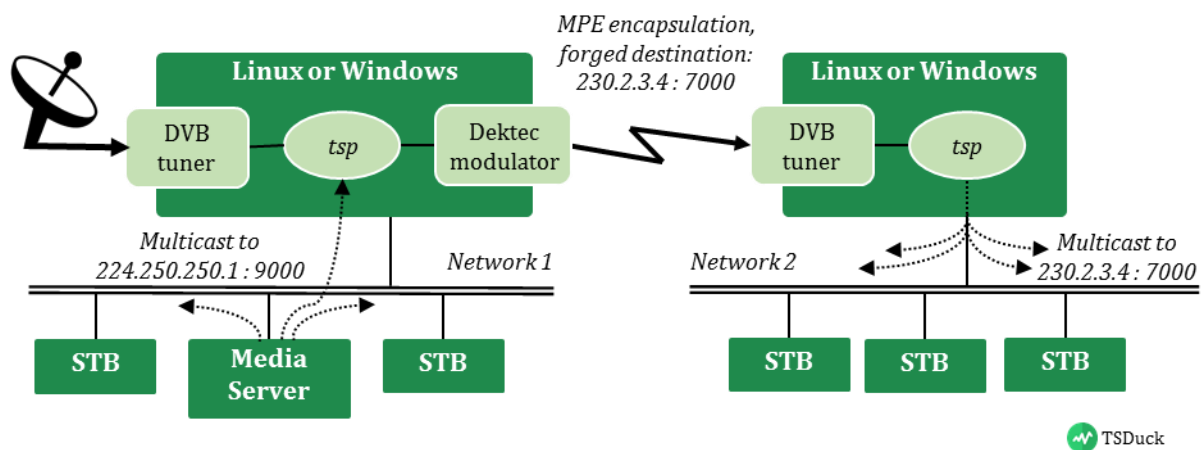 MPE encapsulation,
forged destination:
230.2.3.4 : 7000
Linux or Windows
DVB
tuner
tsp
Dektec
modulator
Linux or Windows
DVB
tuner
tsp
Multicast to
224.250.250.1 : 9000
Network 1
Network 2
Multicast to
230.2.3.4 : 7000
STB
Media
Server
STB
STB
STB
STB
TSDuck